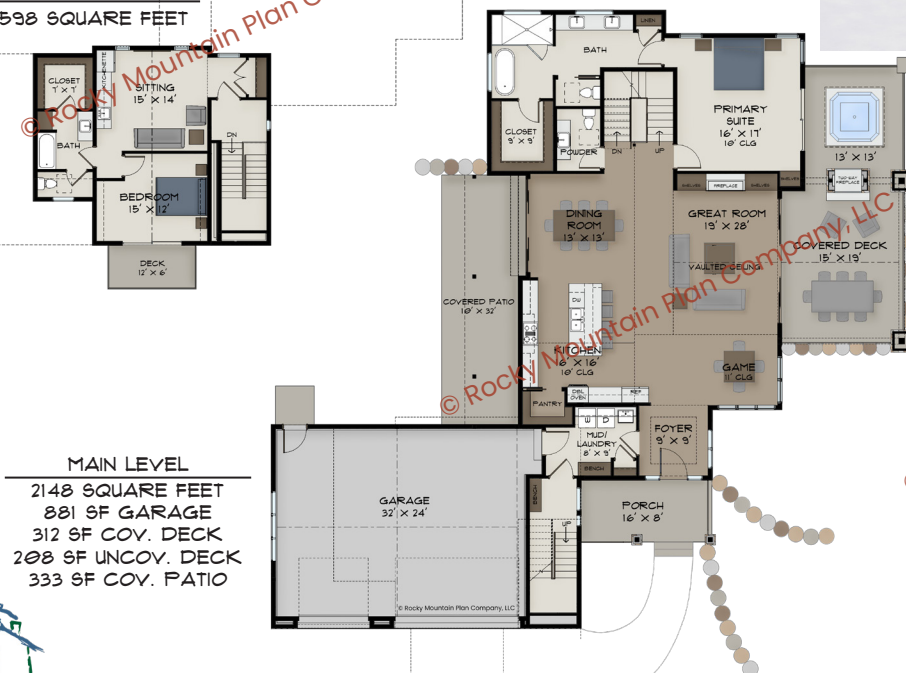 598 SQUARE FEET
CLOSET
7' X 7'
KITCHENETTE
SITTING
15' X 14'
BATH
DN
BEDROOM
15' X 12'
DECK
12' X 6'
© Rocky Mountain Plan Co
LINEN
BATH
CLOSET
9' X 9'
POWDER
DN
UP
PRIMARY
SUITE
16' X 17'
10' CLG
13' X 13'
TWO-WAY
FIREPLACE
SHELVES
FIREPLACE
SHELVES
SHELVES
DINING
ROOM
13' X 13'
GREAT ROOM
19' X 28'
VAULTED CEILING
COVERED DECK
15' X 19'
COVERED PATIO
10' X 32'
DW
KITCHEN
16' X 16'
10' CLG
GAME
11' CLG
© Rocky Mountain Plan Company, LLC
DBL
OVEN
REF
PANTRY
W
D
MUD/
LAUNDRY
8' X 9'
BENCH
FOYER
9' X 9'
MAIN LEVEL
2148 SQUARE FEET
881 SF GARAGE
312 SF COV. DECK
208 SF UNCOV. DECK
333 SF COV. PATIO
GARAGE
32' X 24'
PORCH
16' X 8'
UP
© Rocky Mountain Plan Company, LLC